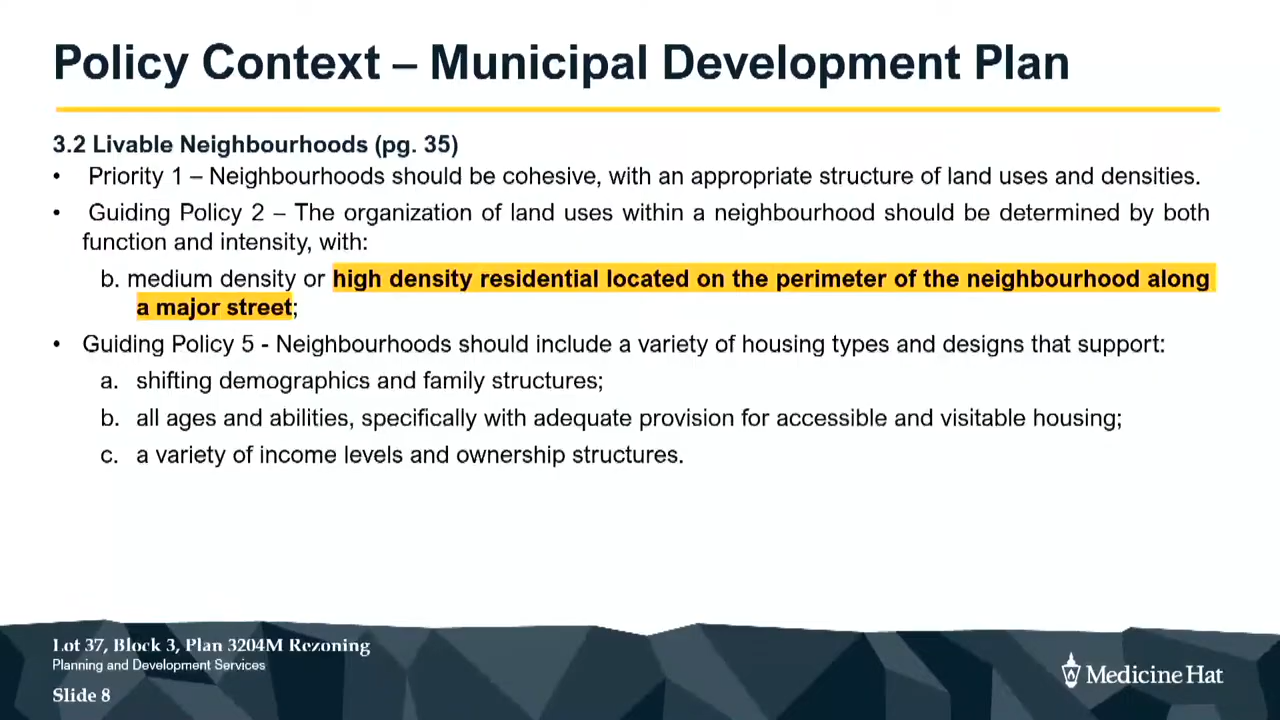 Policy Context – Municipal Development Plan
3.2 Livable Neighbourhoods (pg. 35)
• Priority 1 – Neighbourhoods should be cohesive, with an appropriate structure of land uses and densities.
• Guiding Policy 2 – The organization of land uses within a neighbourhood should be determined by both
function and intensity, with:
b. medium density or high density residential located on the perimeter of the neighbourhood along
a major street;
• Guiding Policy 5 - Neighbourhoods should include a variety of housing types and designs that support:
a. shifting demographics and family structures;
b. all ages and abilities, specifically with adequate provision for accessible and visitable housing;
c. a variety of income levels and ownership structures.
Lot 37, Block 3, Plan 3204M Rezoning
Planning and Development Services
Slide 8
Medicine Hat